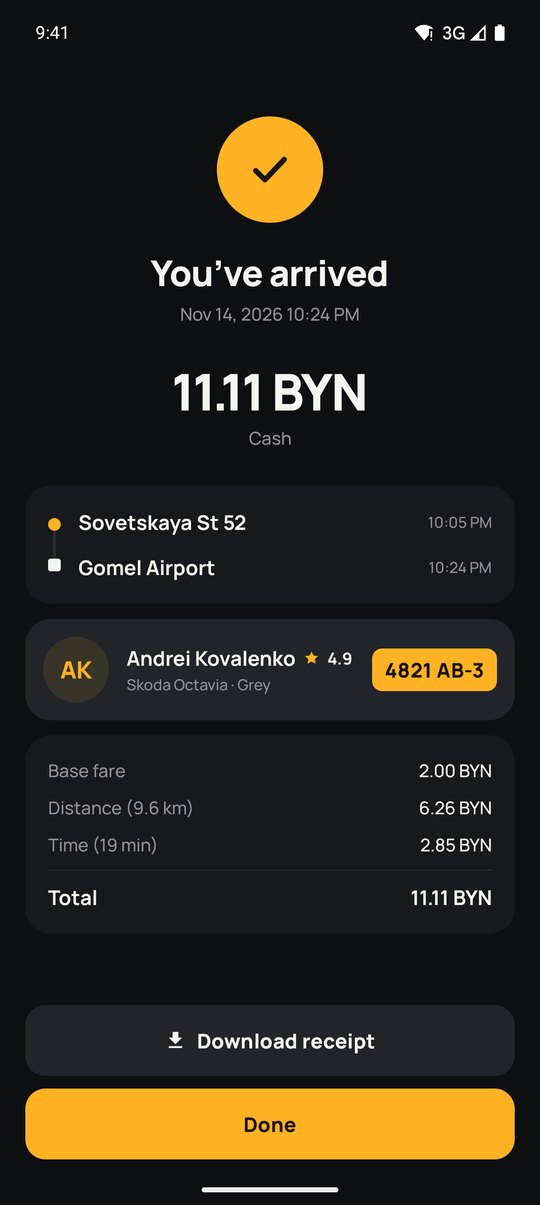 9:41
3G
You’ve arrived
Nov 14, 2026 10:24 PM
11.11 BYN
Cash
Sovetskaya St 52 10:05 PM
Gomel Airport 10:24 PM
AK
Andrei Kovalenko 4.9
Skoda Octavia · Grey
4821 AB-3
Base fare 2.00 BYN
Distance (9.6 km) 6.26 BYN
Time (19 min) 2.85 BYN
Total 11.11 BYN
Download receipt
Done